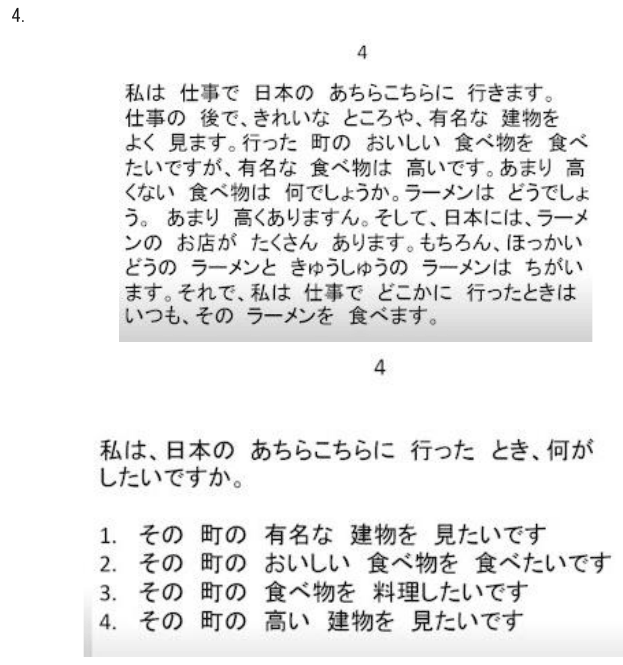 4.
4
私は 仕事で 日本の あちらこちらに 行きます。
仕事の 後で、きれいな ところや、有名な 建物を
よく 見ます。行った 町の おいしい 食べ物を 食べ
たいですが、有名な 食べ物は 高いです。あまり 高
くない 食べ物は 何でしょうか。ラーメンは どうでしょ
う。 あまり 高くありますん。そして、日本には、ラーメ
ンの お店が たくさん あります。もちろん、ほっかい
どうの ラーメンと きゅうしゅうの ラーメンは ちがい
ます。それで、私は 仕事で どこかに 行ったときは
いつも、その ラーメンを 食べます。
4
私は、日本の あちらこちらに 行った とき、何が
したいですか。
1. その 町の 有名な 建物を 見たいです
2. その 町の おいしい 食べ物を 食べたいです
3. その 町の 食べ物を 料理したいです
4. その 町の 高い 建物を 見たいです